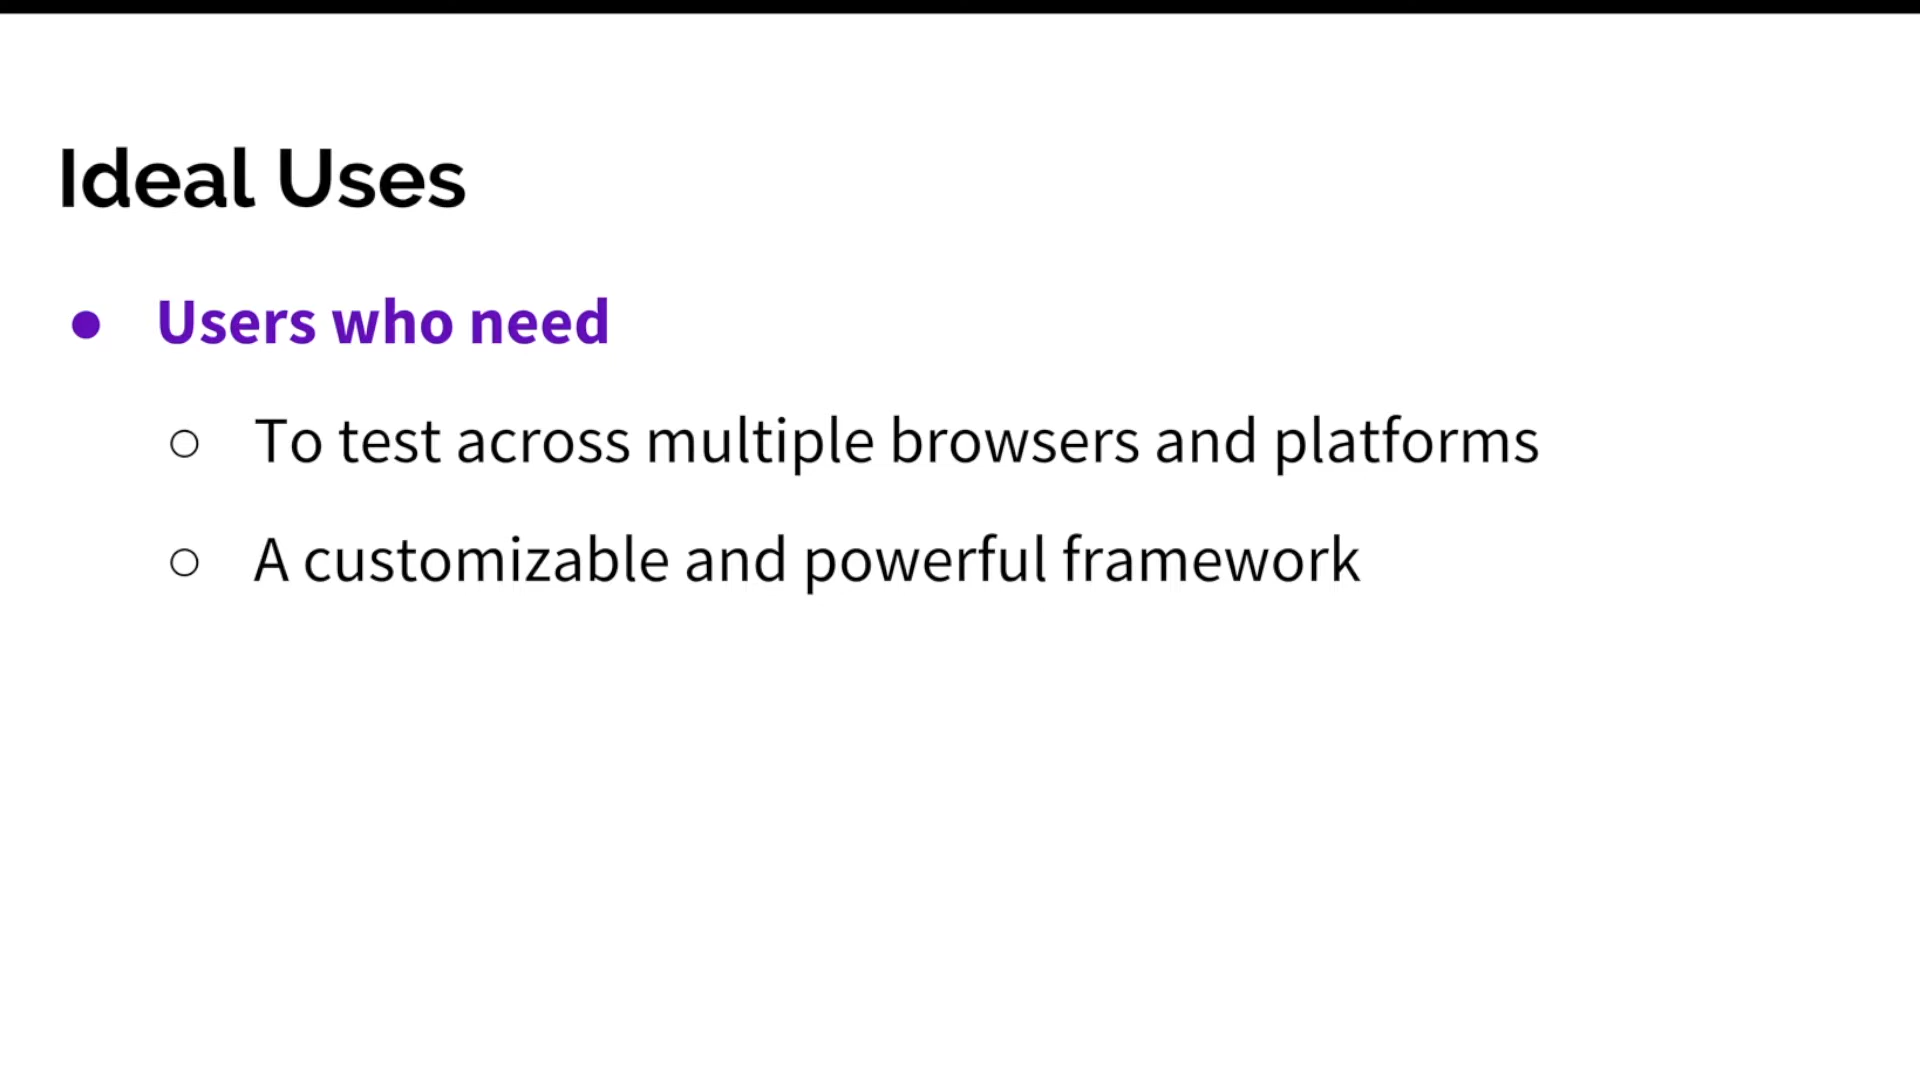 Ideal Uses
● Users who need
○ To test across multiple browsers and platforms
○ A customizable and powerful framework